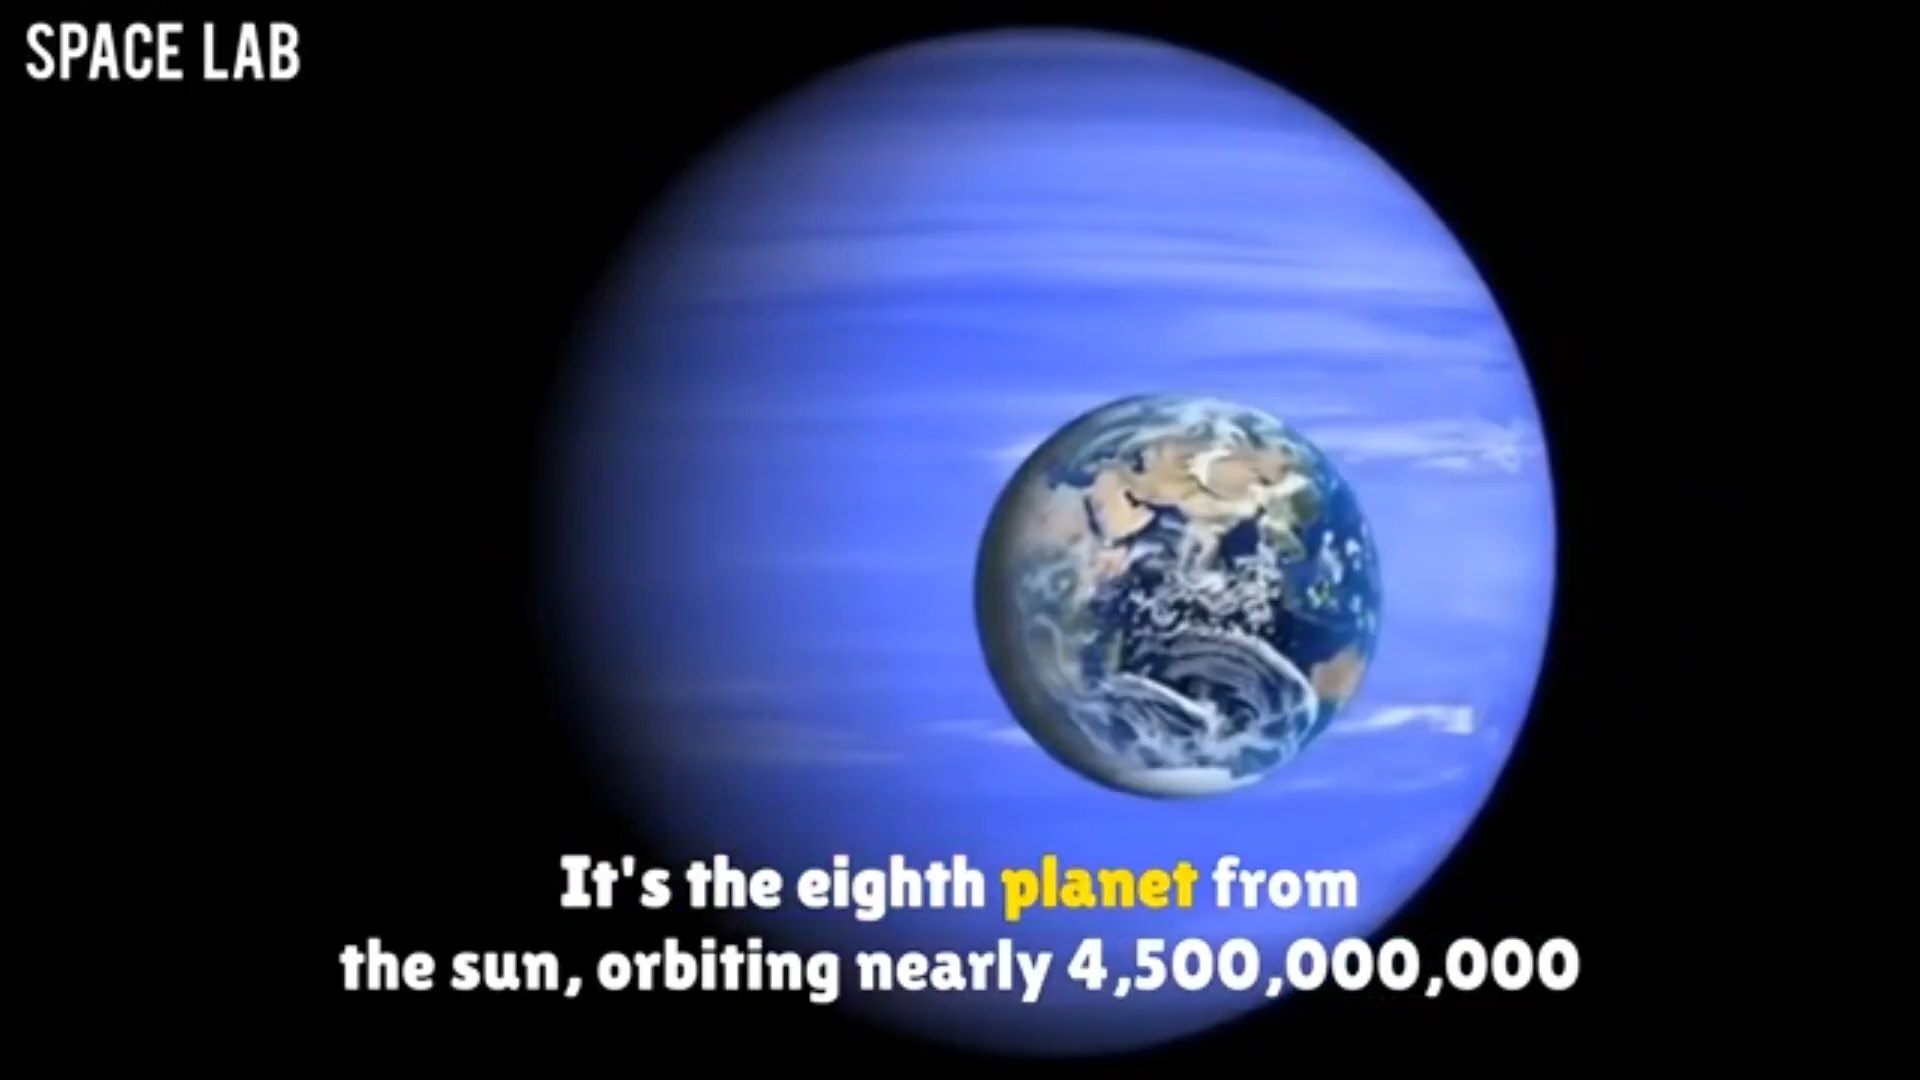 SPACE LAB
It's the eighth planet from
the sun, orbiting nearly 4,500,000,000